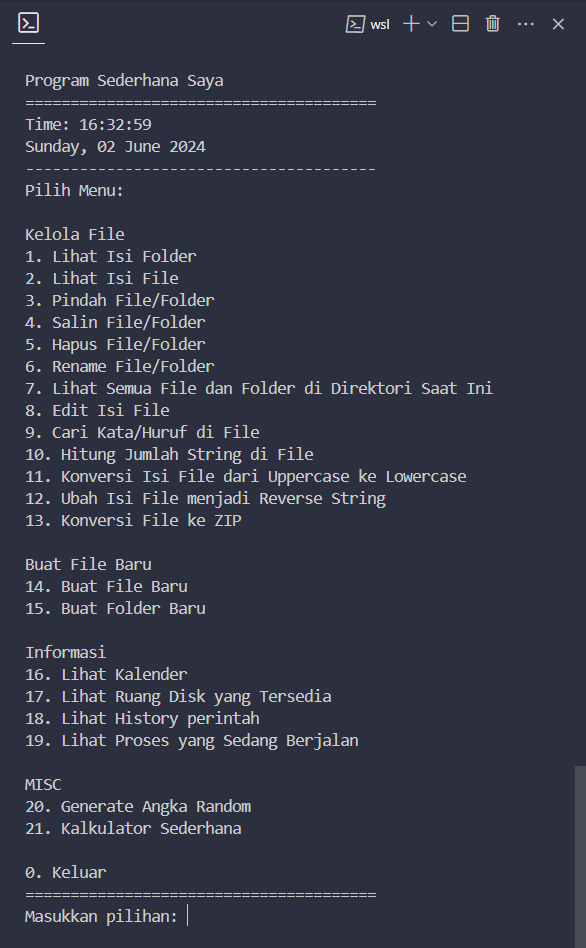 wsl
Program Sederhana Saya
=======================================
Time: 16:32:59
Sunday, 02 June 2024
---------------------------------------
Pilih Menu:
Kelola File
1. Lihat Isi Folder
2. Lihat Isi File
3. Pindah File/Folder
4. Salin File/Folder
5. Hapus File/Folder
6. Rename File/Folder
7. Lihat Semua File dan Folder di Direktori Saat Ini
8. Edit Isi File
9. Cari Kata/Huruf di File
10. Hitung Jumlah String di File
11. Konversi Isi File dari Uppercase ke Lowercase
12. Ubah Isi File menjadi Reverse String
13. Konversi File ke ZIP
Buat File Baru
14. Buat File Baru
15. Buat Folder Baru
Informasi
16. Lihat Kalender
17. Lihat Ruang Disk yang Tersedia
18. Lihat History perintah
19. Lihat Proses yang Sedang Berjalan
MISC
20. Generate Angka Random
21. Kalkulator Sederhana
0. Keluar
=======================================
Masukkan pilihan: